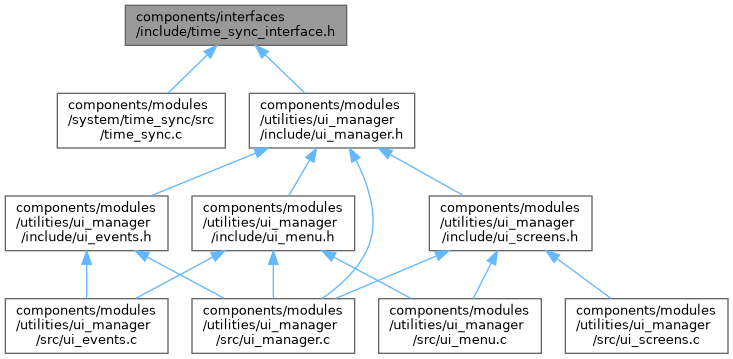 components/interfaces
/include/time_sync_interface.h
components/modules
/system/time_sync/src
/time_sync.c
components/modules
/utilities/ui_manager
/include/ui_manager.h
components/modules
/utilities/ui_manager
/include/ui_events.h
components/modules
/utilities/ui_manager
/include/ui_menu.h
components/modules
/utilities/ui_manager
/include/ui_screens.h
components/modules
/utilities/ui_manager
/src/ui_events.c
components/modules
/utilities/ui_manager
/src/ui_manager.c
components/modules
/utilities/ui_manager
/src/ui_menu.c
components/modules
/utilities/ui_manager
/src/ui_screens.c